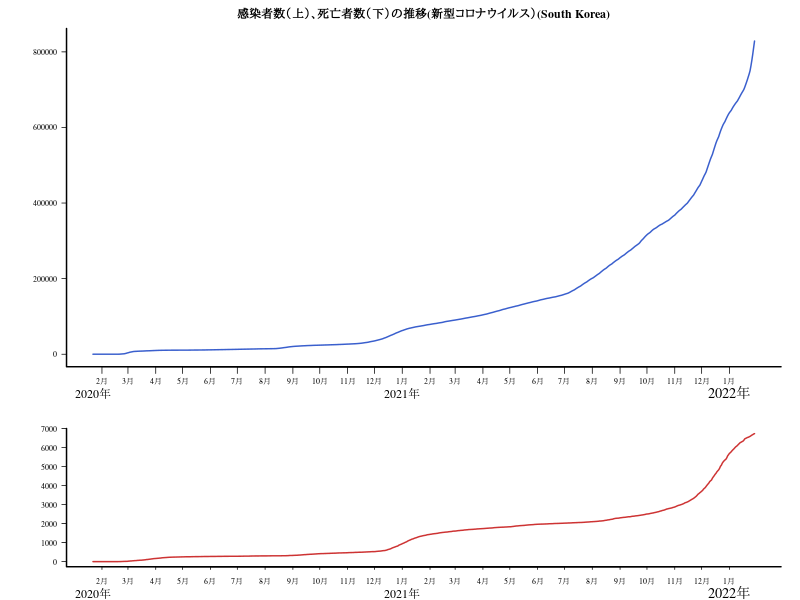 感染者数(上)、死亡者数(下)の推移(新型コロナウイルス)(South Korea)
800000
600000
400000
200000
0
2月 3月 4月 5月 6月 7月 8月 9月 10月 11月 12月 1月 2月 3月 4月 5月 6月 7月 8月 9月 10月 11月 12月 1月
2020年 2021年 2022年
7000
6000
5000
4000
3000
2000
1000
0
2月 3月 4月 5月 6月 7月 8月 9月 10月 11月 12月 1月 2月 3月 4月 5月 6月 7月 8月 9月 10月 11月 12月 1月
2020年 2021年 2022年